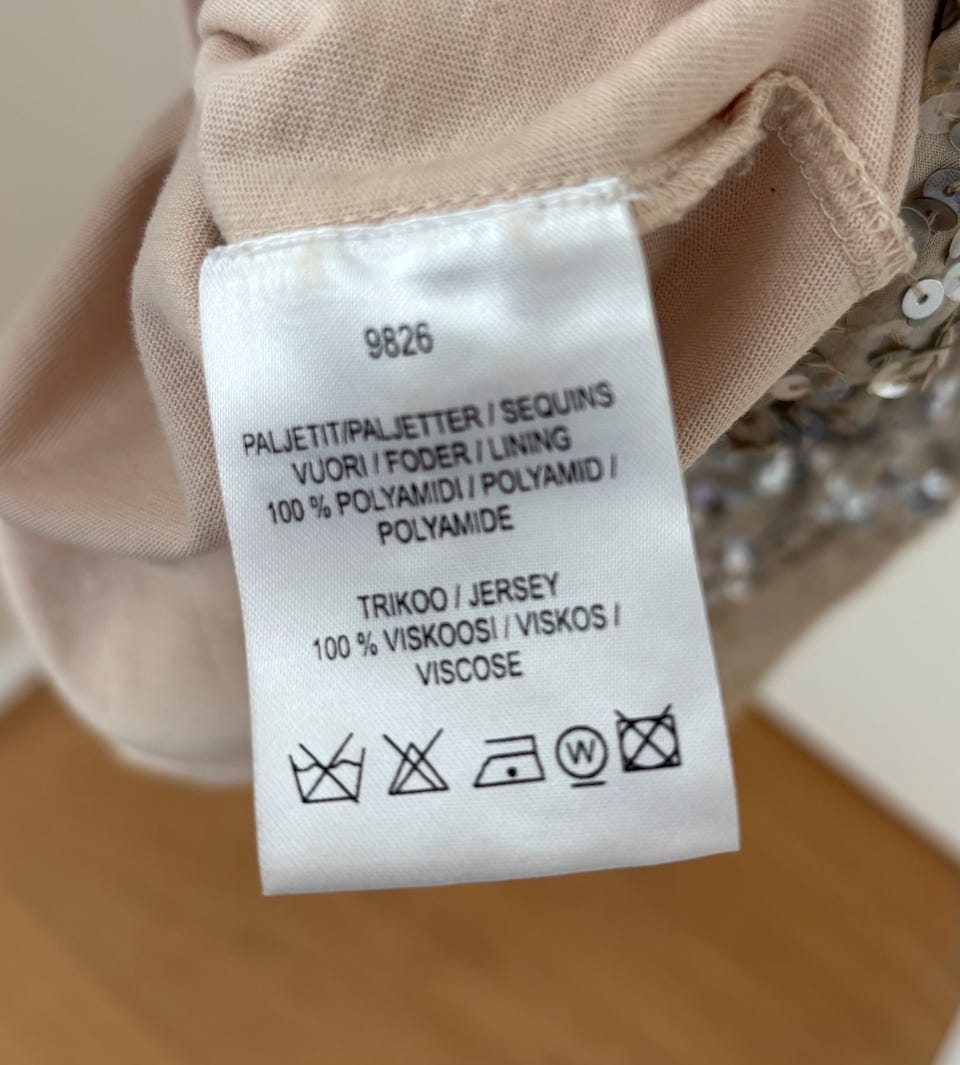 9826
PALJETIT/PALJETTER / SEQUINS
VUORI / FODER / LINING
100 % POLYAMIDI / POLYAMID /
POLYAMIDE
TRIKOO / JERSEY
100 % VISKOOSI / VISKOS /
VISCOSE
W